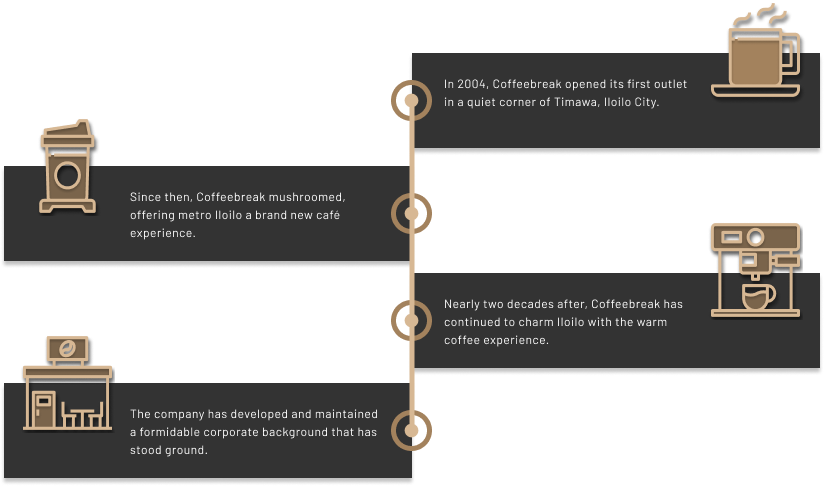 In 2004, Coffeebreak opened its first outlet
in a quiet corner of Timawa, Iloilo City.
Since then, Coffeebreak mushroomed,
offering metro Iloilo a brand new café
experience.
Nearly two decades after, Coffeebreak has
continued to charm Iloilo with the warm
coffee experience.
The company has developed and maintained
a formidable corporate background that has
stood ground.